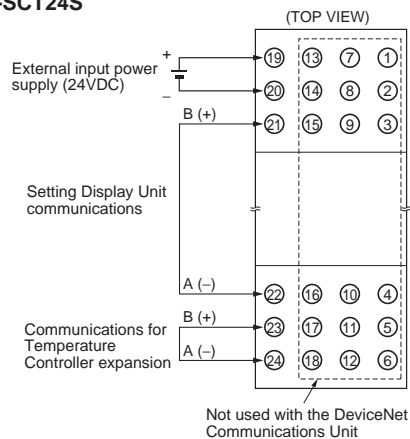 -SCT24S
(TOP VIEW)
+
External input power
supply (24VDC)
–
19 13 7 1
20 14 8 2
B (+)
21 15 9 3
Setting Display Unit
communications
A (–)
22 16 10 4
B (+)
23 17 11 5
Communications for
Temperature
Controller expansion
A (–)
24 18 12 6
Not used with the DeviceNet
Communications Unit